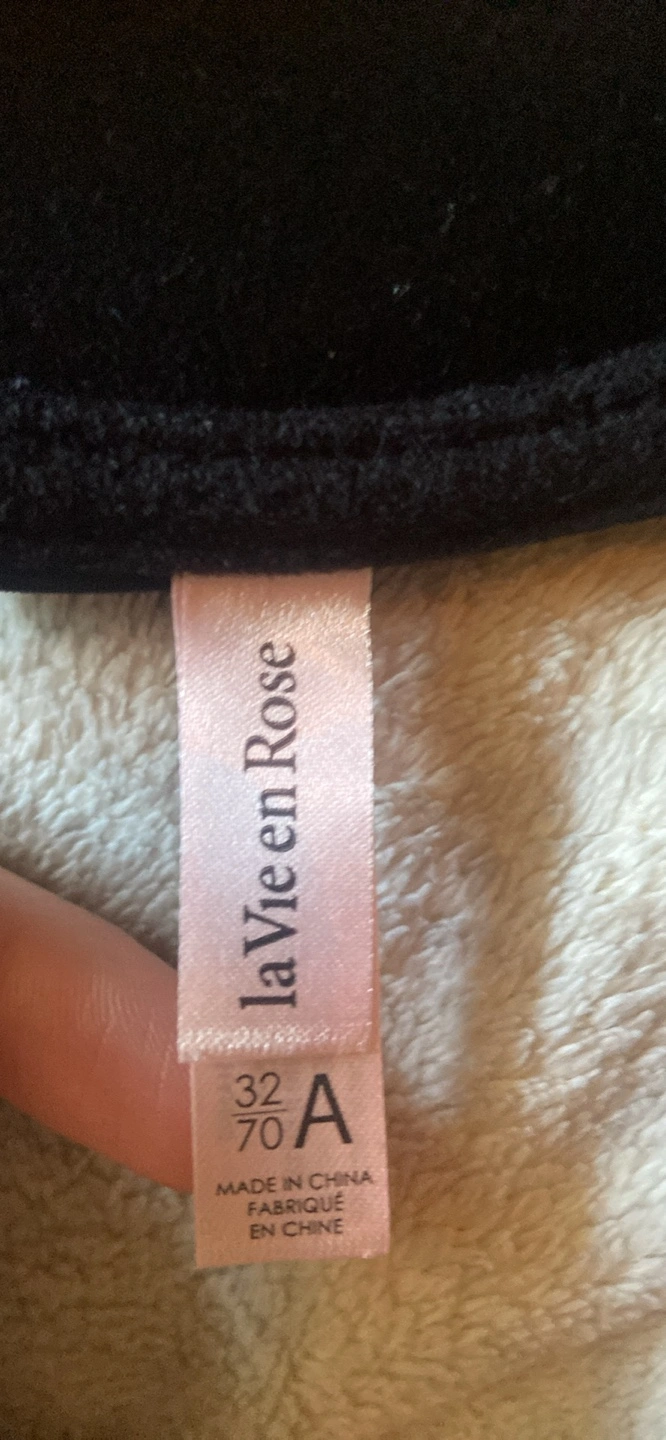 la Vie en Rose
32
70 A
MADE IN CHINA
FABRIQUÉ
EN CHINE